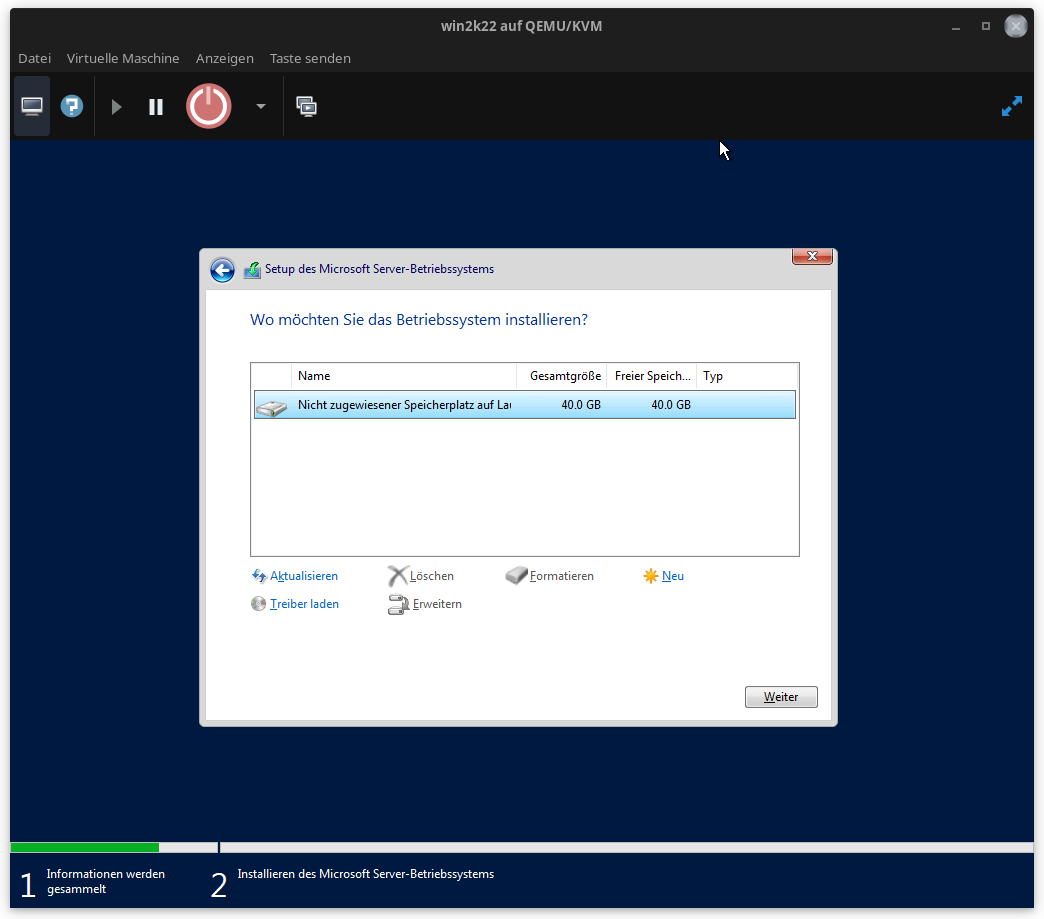 win2k22 auf QEMU/KVM
Datei Virtuelle Maschine Anzeigen Taste senden
Setup des Microsoft Server-Betriebssystems
Wo möchten Sie das Betriebssystem installieren?
Name Gesamtgröße Freier Speich... Typ
Nicht zugewiesener Speicherplatz auf Lau 40.0 GB 40.0 GB
Aktualisieren Löschen Formatieren Neu
Treiber laden Erweitern
Weiter
1 Informationen werden gesammelt
2 Installieren des Microsoft Server-Betriebssystems